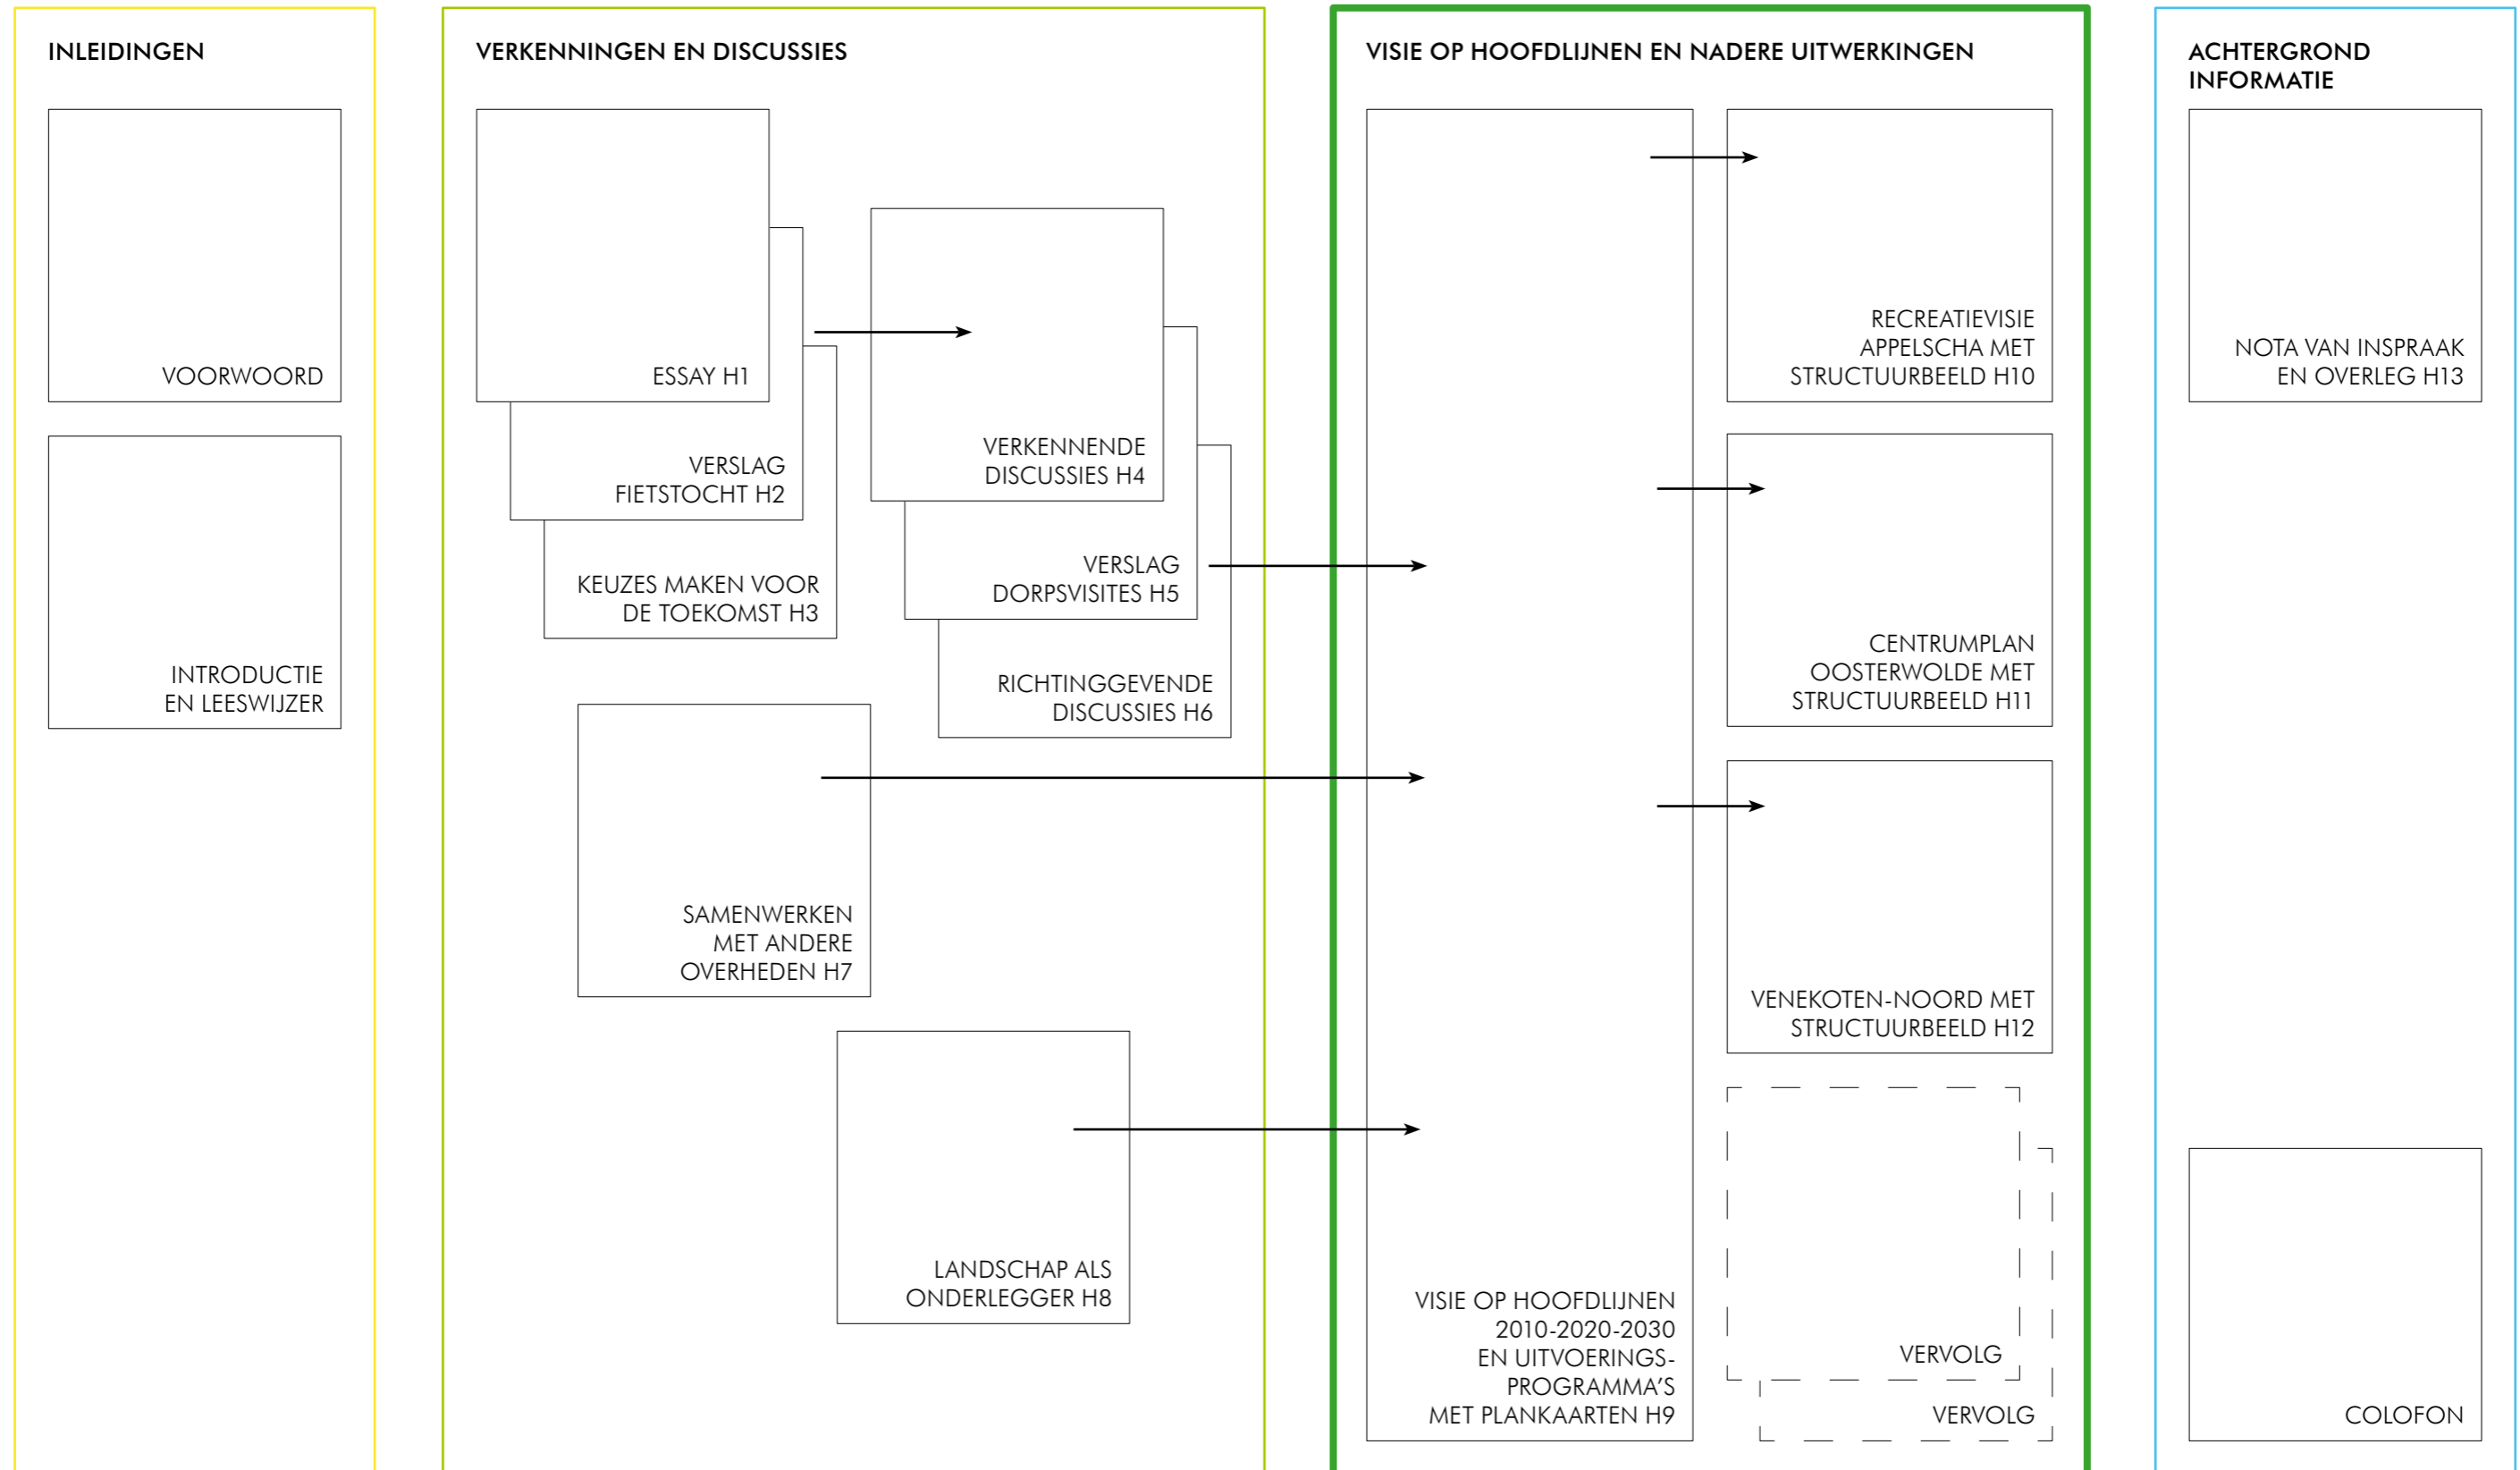 INLEIDINGEN
VOORWOORD
INTRODUCTIE
EN LEESWIJZER
VERKENNINGEN EN DISCUSSIES
ESSAY H1
VERSLAG
FIETSTOCHT H2
KEUZES MAKEN VOOR
DE TOEKOMST H3
VERKENNENDE
DISCUSSIES H4
VERSLAG
DORPSVISITES H5
RICHTINGGEVENDE
DISCUSSIES H6
SAMENWERKEN
MET ANDERE
OVERHEDEN H7
LANDSCHAP ALS
ONDERLEGGER H8
VISIE OP HOOFDLIJNEN EN NADERE UITWERKINGEN
VISIE OP HOOFDLIJNEN
2010-2020-2030
EN UITVOERINGS-
PROGRAMMA'S
MET PLANKAARTEN H9
RECREATIEVISIE
APPELSCHA MET
STRUCTUURBEELD H10
CENTRUMPLAN
OOSTERWOLDE MET
STRUCTUURBEELD H11
VENEKOTEN-NOORD MET
STRUCTUURBEELD H12
VERVOLG
VERVOLG
ACHTERGROND
INFORMATIE
NOTA VAN INSPRAAK
EN OVERLEG H13
COLOFON